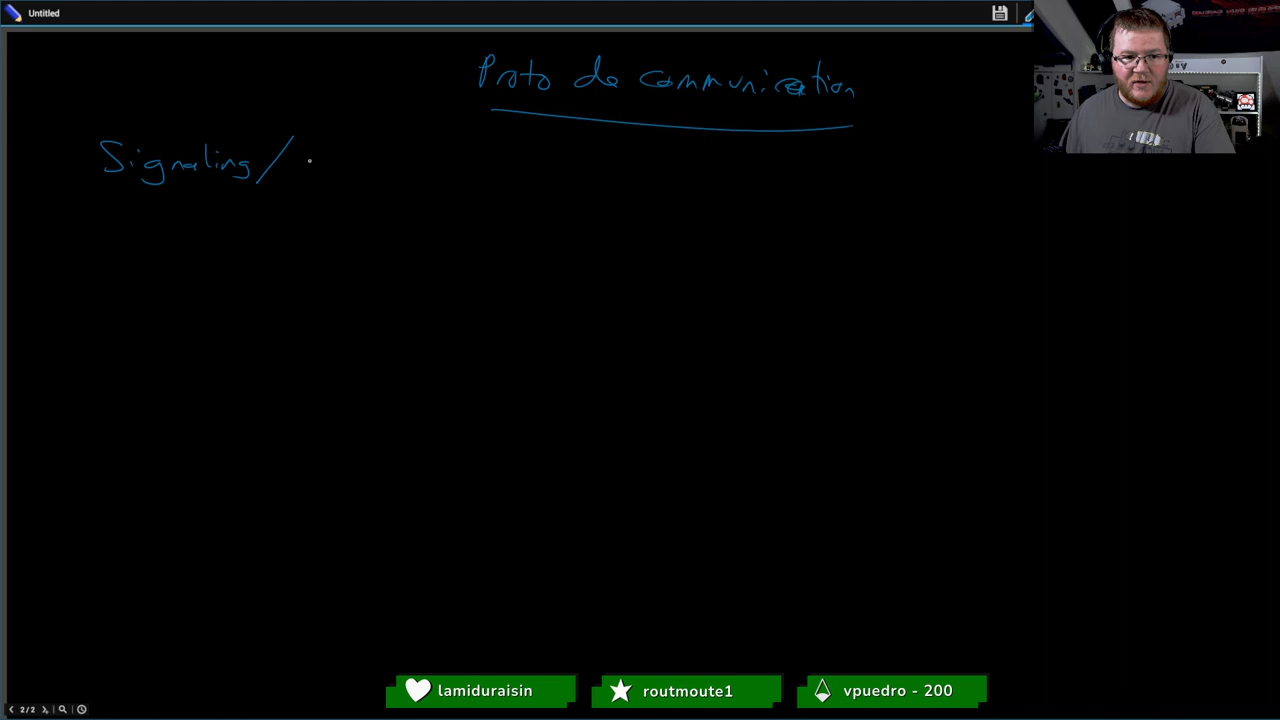 Untitled
Proto de communication
Signaling/
lamiduraisin
routmoute1
vpuedro - 200
2/2